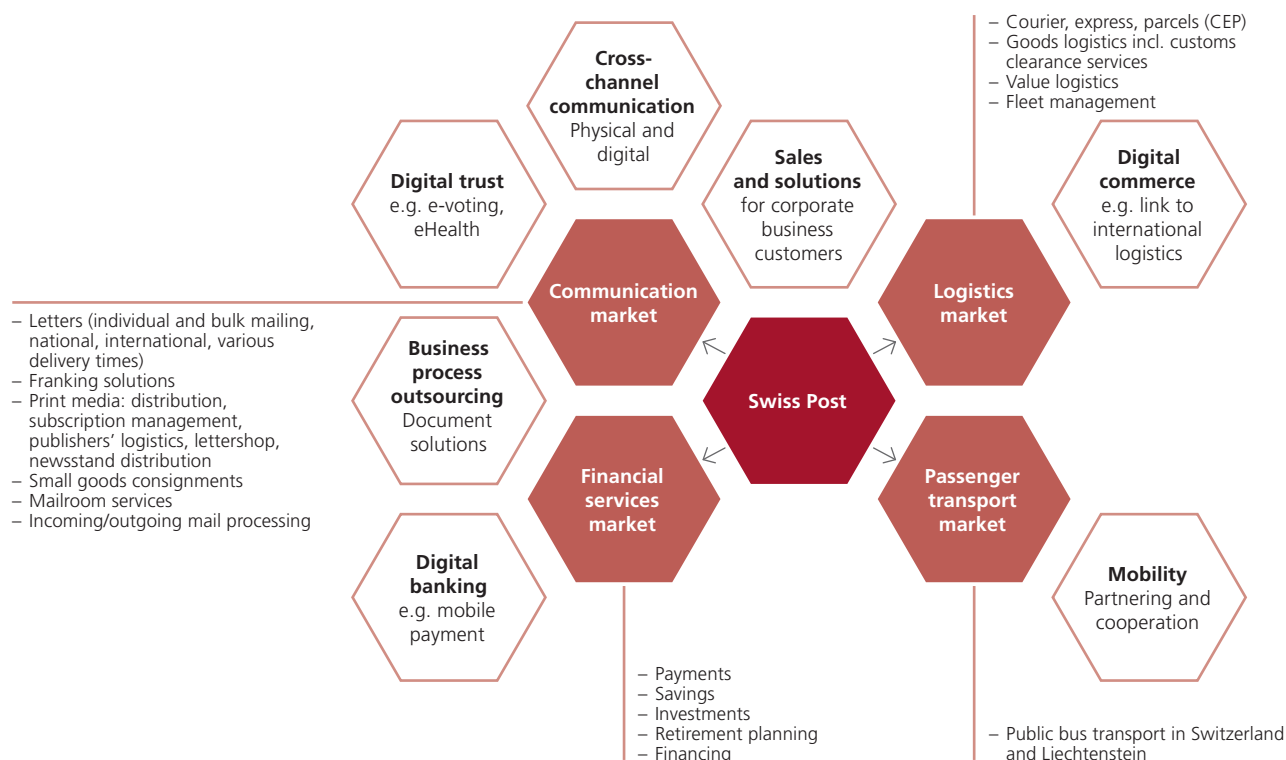 – Courier, express, parcels (CEP)
– Goods logistics incl. customs
clearance services
– Value logistics
– Fleet management
Cross-
channel
communication
Physical and
digital
Digital trust
e.g. e-voting,
eHealth
Sales
and solutions
for corporate
business
customers
Digital
commerce
e.g. link to
international
logistics
Communication
market
Logistics
market
– Letters (individual and bulk mailing,
national, international, various
delivery times)
– Franking solutions
– Print media: distribution,
subscription management,
publishers’ logistics, lettershop,
newsstand distribution
– Small goods consignments
– Mailroom services
– Incoming/outgoing mail processing
Business
process
outsourcing
Document
solutions
Swiss Post
Financial
services
market
Passenger
transport
market
Digital
banking
e.g. mobile
payment
Mobility
Partnering and
cooperation
– Payments
– Savings
– Investments
– Retirement planning
– Financing
– Public bus transport in Switzerland
and Liechtenstein